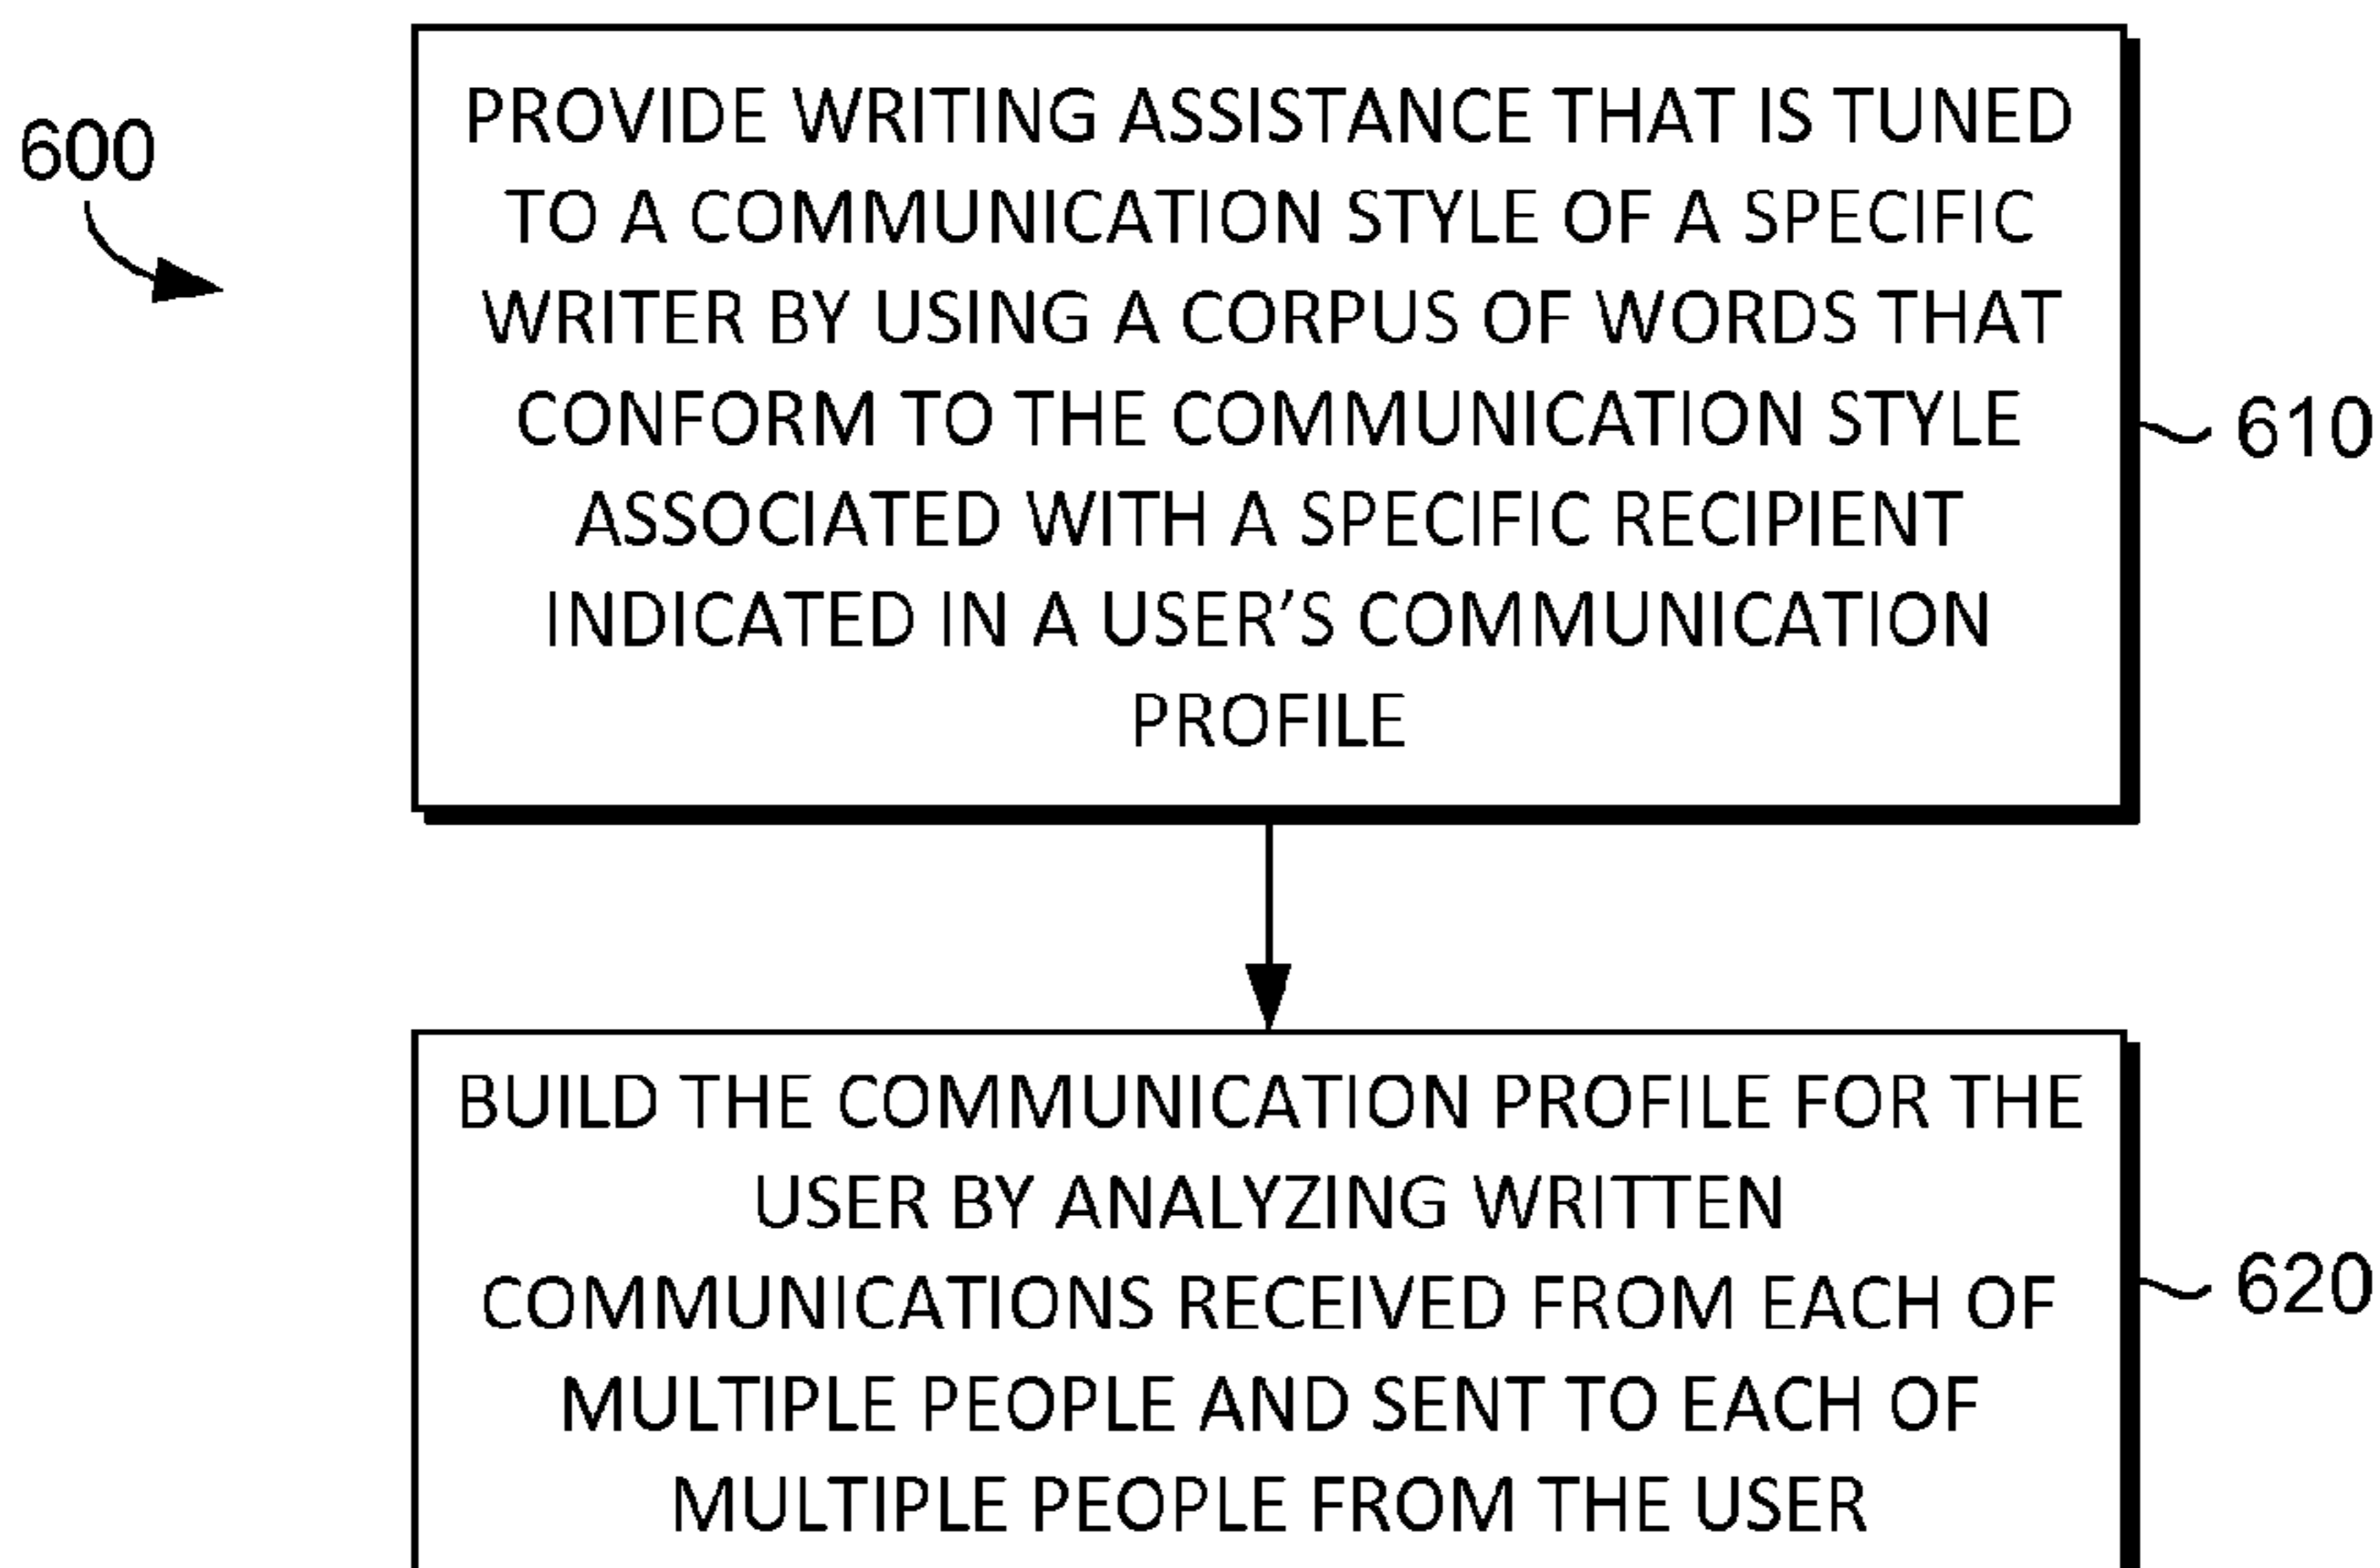 600
PROVIDE WRITING ASSISTANCE THAT IS TUNED
TO A COMMUNICATION STYLE OF A SPECIFIC
WRITER BY USING A CORPUS OF WORDS THAT
CONFORM TO THE COMMUNICATION STYLE
ASSOCIATED WITH A SPECIFIC RECIPIENT
INDICATED IN A USER'S COMMUNICATION
PROFILE
610
BUILD THE COMMUNICATION PROFILE FOR THE
USER BY ANALYZING WRITTEN
COMMUNICATIONS RECEIVED FROM EACH OF
MULTIPLE PEOPLE AND SENT TO EACH OF
MULTIPLE PEOPLE FROM THE USER
620